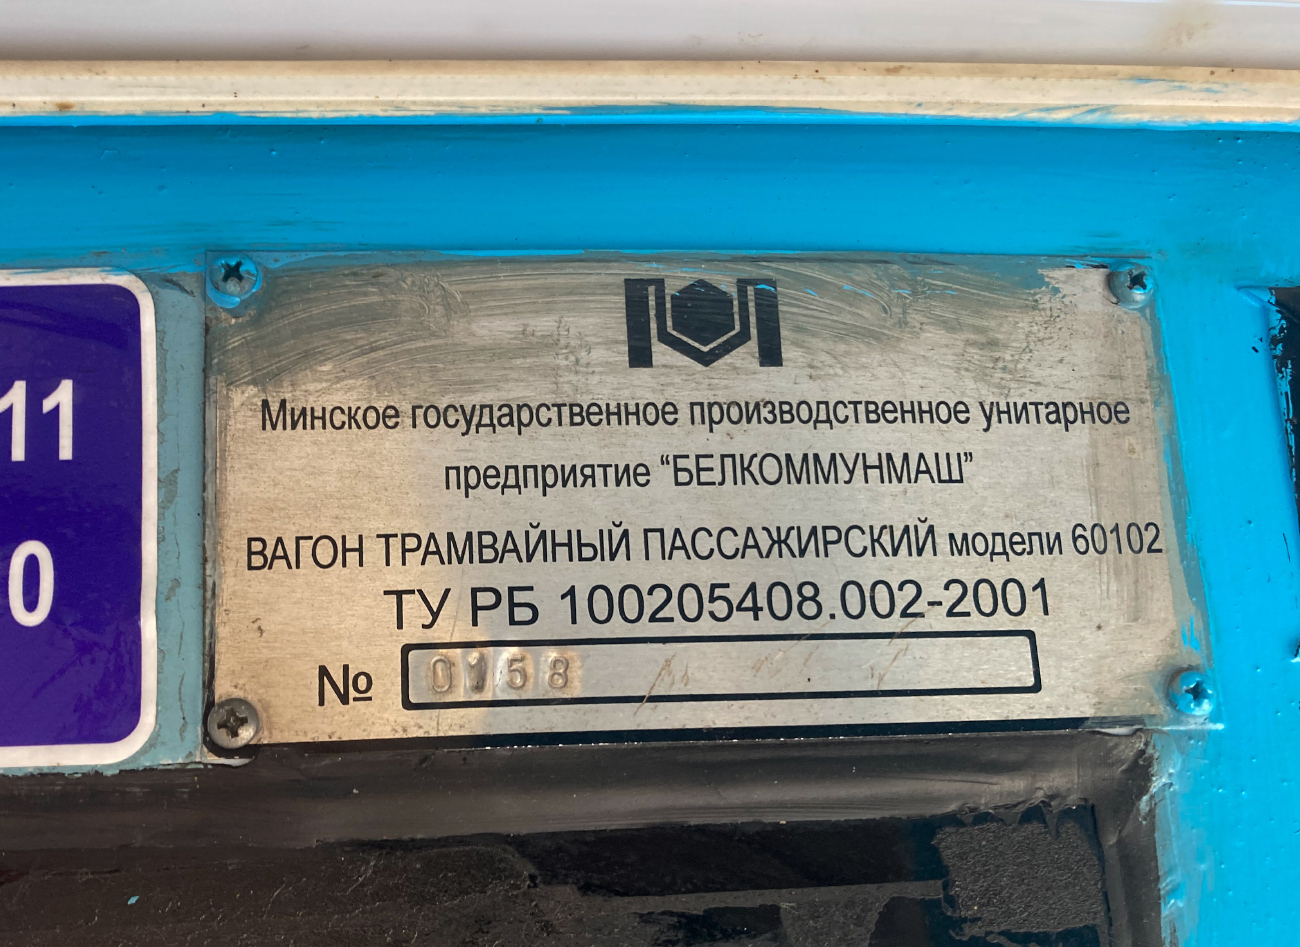 11
0
Минское государственное производственное унитарное
предприятие “БЕЛКОММУНМАШ”
ВАГОН ТРАМВАЙНЫЙ ПАССАЖИРСКИЙ модели 60102
ТУ РБ 100205408.002-2001
№ 0158